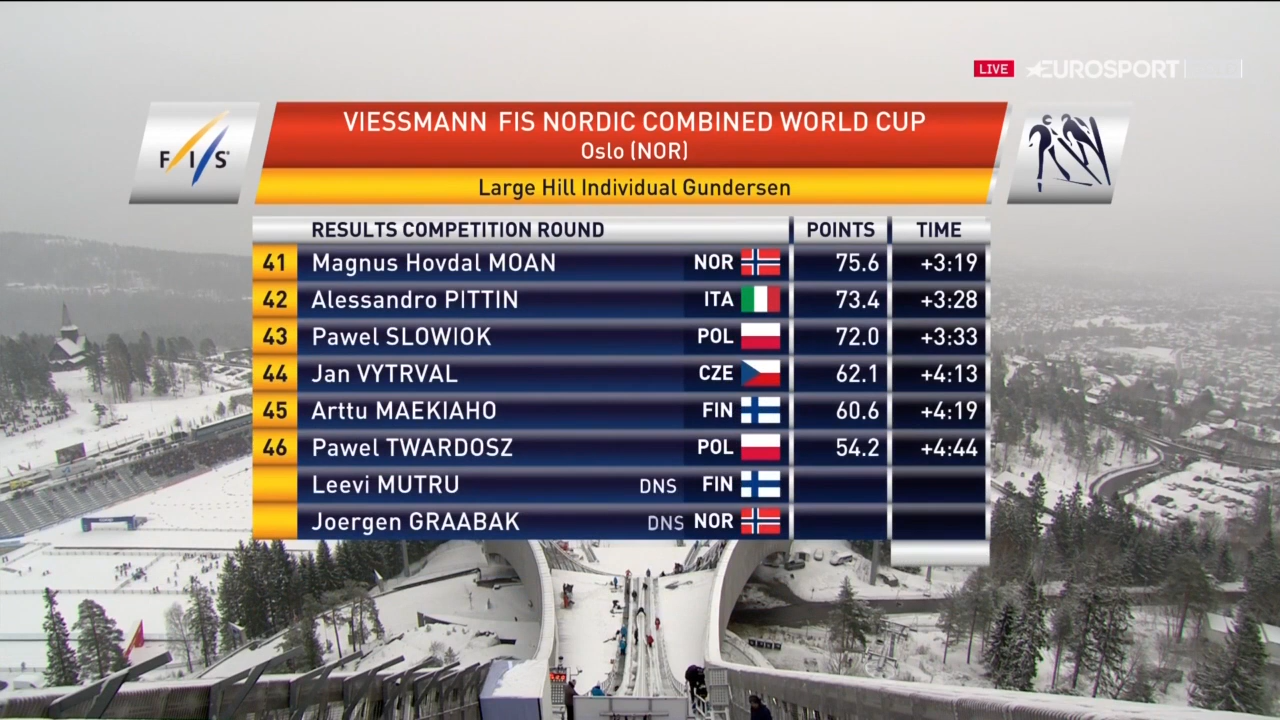 LIVE EUROSPORT
FIS
VIESSMANN FIS NORDIC COMBINED WORLD CUP
Oslo (NOR)
Large Hill Individual Gundersen
RESULTS COMPETITION ROUND POINTS TIME
41 Magnus Hovdal MOAN NOR 75.6 +3:19
42 Alessandro PITTIN ITA 73.4 +3:28
43 Pawel SLOWIOK POL 72.0 +3:33
44 Jan VYTRVAL CZE 62.1 +4:13
45 Arttu MAEKIAHO FIN 60.6 +4:19
46 Pawel TWARDOSZ POL 54.2 +4:44
Leevi MUTRU DNS FIN
Joergen GRAABAK DNS NOR